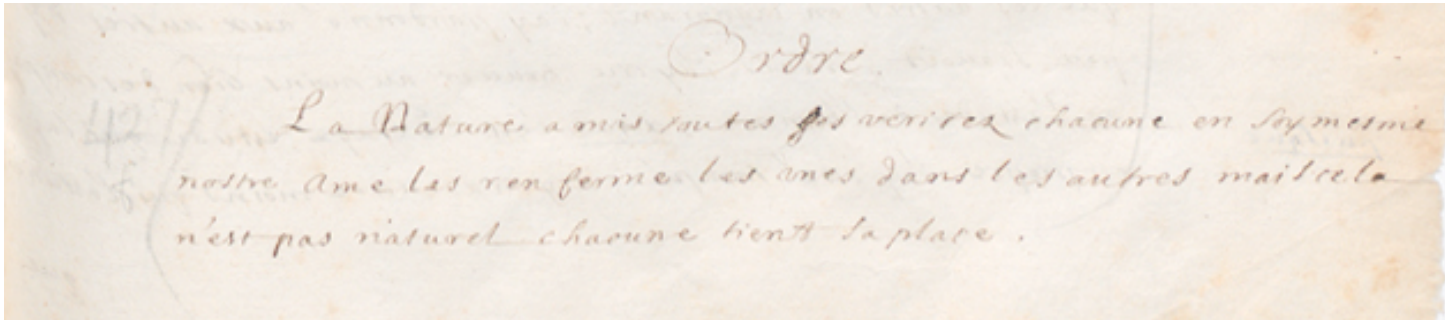 Ordre.
La Nature a mis toutes ses veritez chacune en soy mesme
nostre ame les renferme les unes dans les autres mais cela
n'est pas naturel chacune tient sa place.